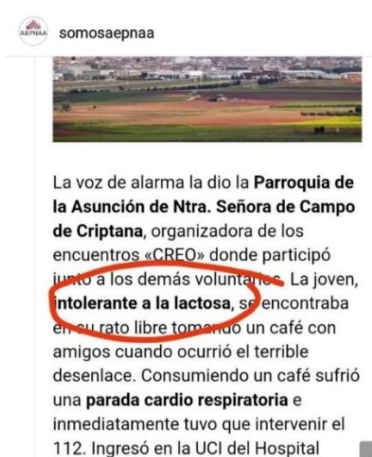 AEPNAA
somosaepnaa
La voz de alarma la dio la Parroquia de
la Asunción de Ntra. Señora de Campo
de Criptana, organizadora de los
encuentros «CREO» donde participó
junto a los demás voluntarios. La joven,
intolerante a la lactosa, se encontraba
en su rato libre tomando un café con
amigos cuando ocurrió el terrible
desenlace. Consumiendo un café sufrió
una parada cardio respiratoria e
inmediatamente tuvo que intervenir el
112. Ingresó en la UCI del Hospital